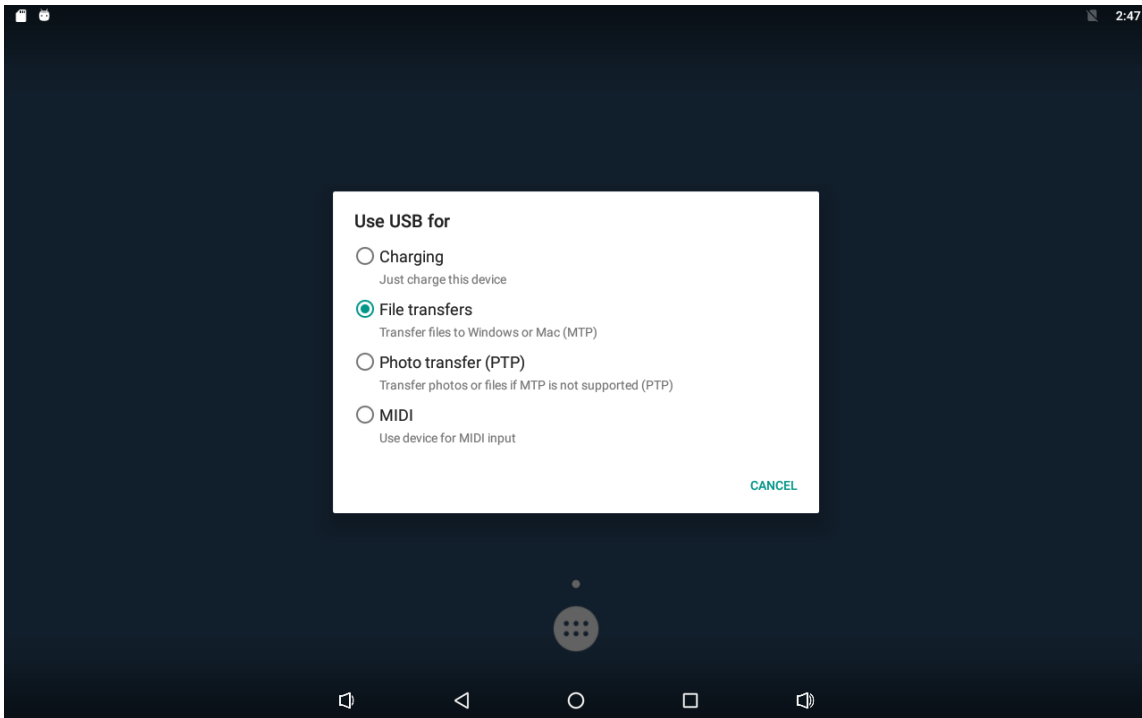 2:47
Use USB for
Charging
Just charge this device
File transfers
Transfer files to Windows or Mac (MTP)
Photo transfer (PTP)
Transfer photos or files if MTP is not supported (PTP)
MIDI
Use device for MIDI input
CANCEL